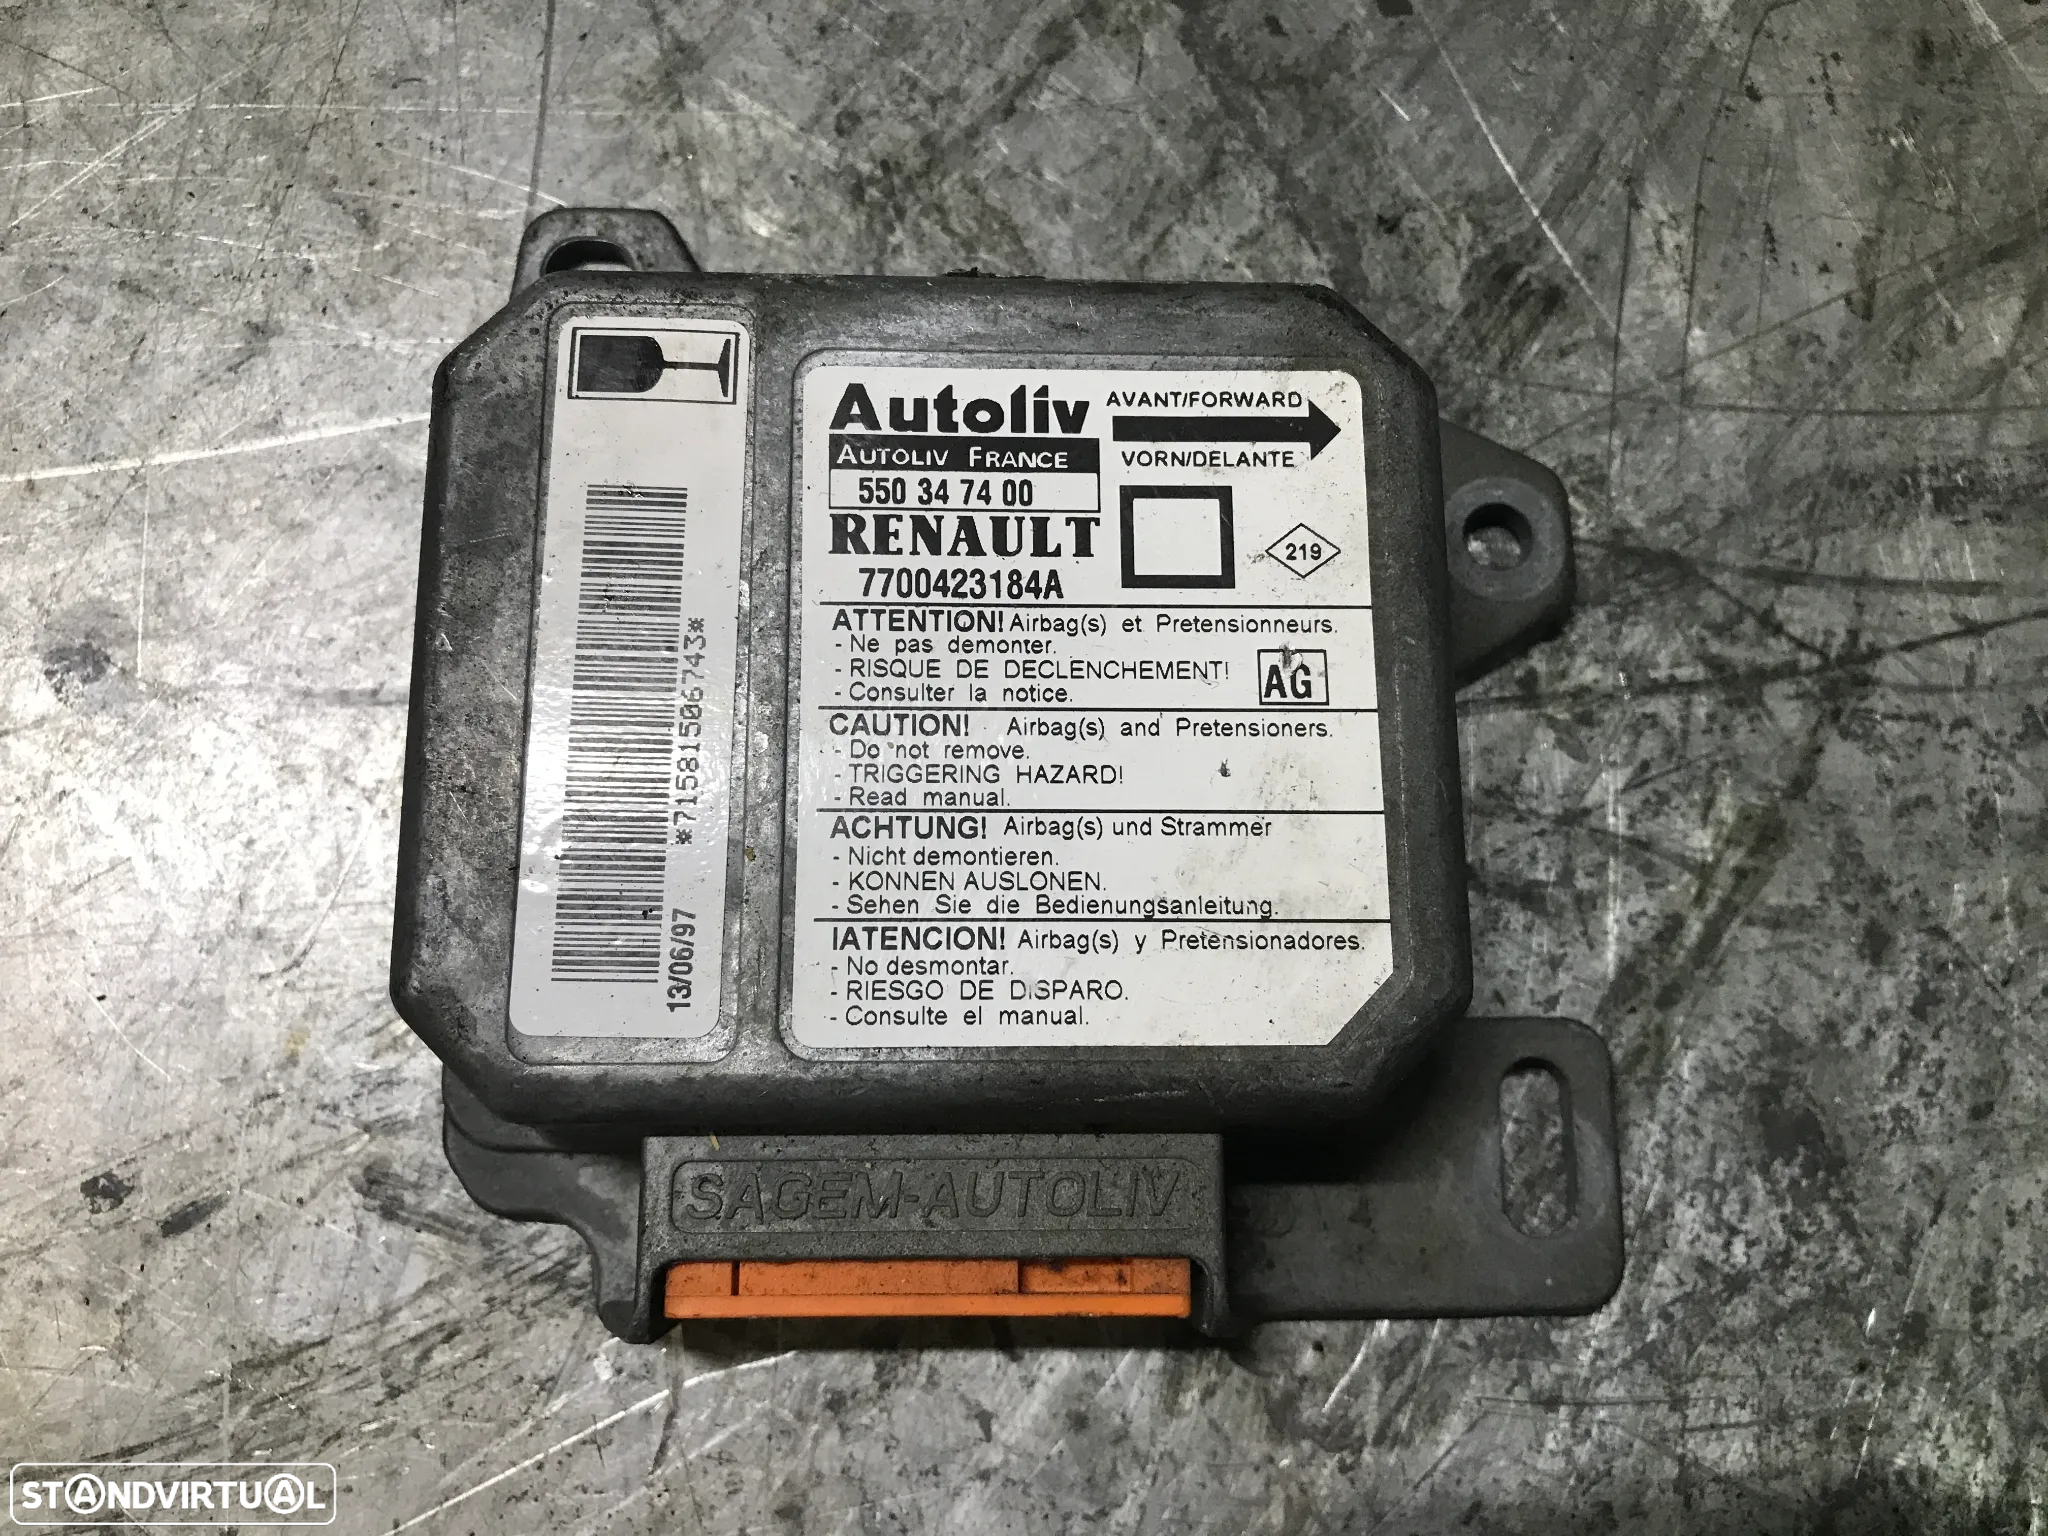 *71581506743*
13/06/97
Autoliv
AUTOLIV FRANCE
550 34 74 00
RENAULT
7700423184A
AVANT/FORWARD
VORN/DELANTE
219
ATTENTION! Airbag(s) et Pretensionneurs.
- Ne pas demonter.
- RISQUE DE DECLENCHEMENT!
- Consulter la notice.
AG
CAUTION! Airbag(s) and Pretensioners.
- Do not remove.
- TRIGGERING HAZARD!
- Read manual.
ACHTUNG! Airbag(s) und Strammer
- Nicht demontieren.
- KONNEN AUSLONEN.
- Sehen Sie die Bedienungsanleitung.
IATENCION! Airbag(s) y Pretensionadores.
- No desmontar.
- RIESGO DE DISPARO.
- Consulte el manual.
SAGEM-AUTOLIV
STANDVIRTUAL